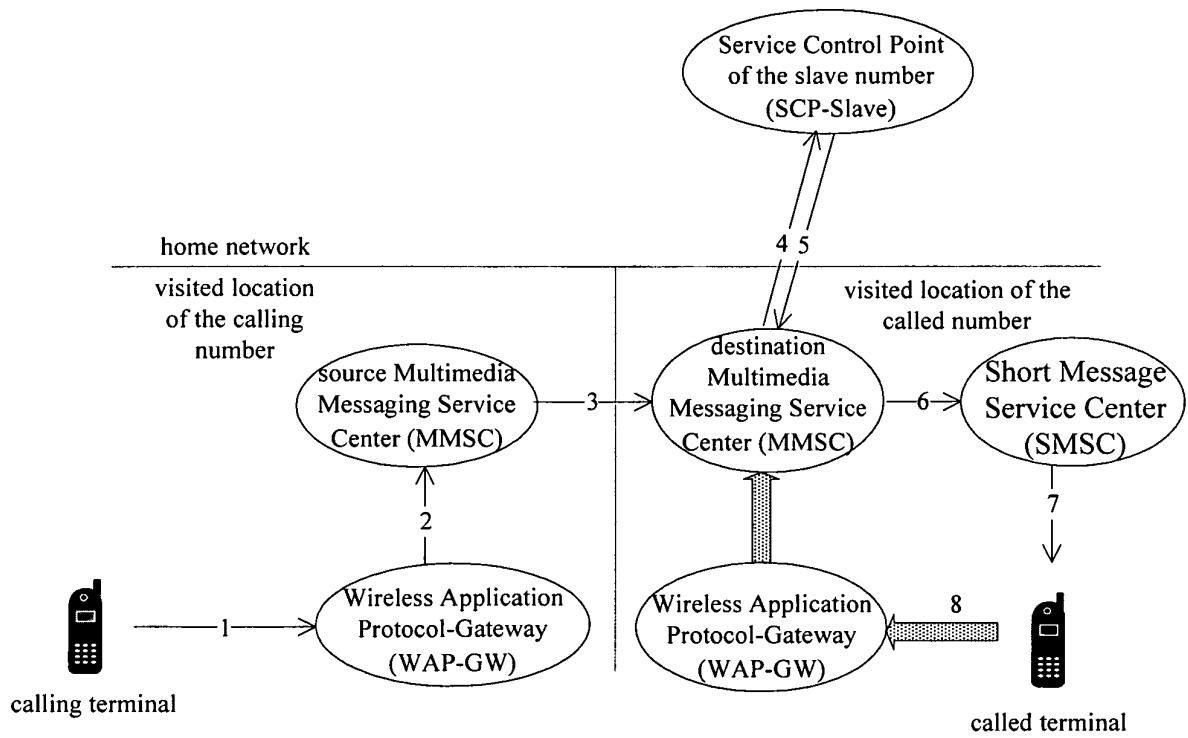 Service Control Point
of the slave number
(SCP-Slave)
4 5
home network
visited location
of the calling
number
visited location of the
called number
source Multimedia
Messaging Service
Center (MMSC)
3
destination
Multimedia
Messaging Service
Center (MMSC)
6
Short Message
Service Center
(SMSC)
2
7
1
Wireless Application
Protocol-Gateway
(WAP-GW)
Wireless Application
Protocol-Gateway
(WAP-GW)
8
calling terminal
called terminal